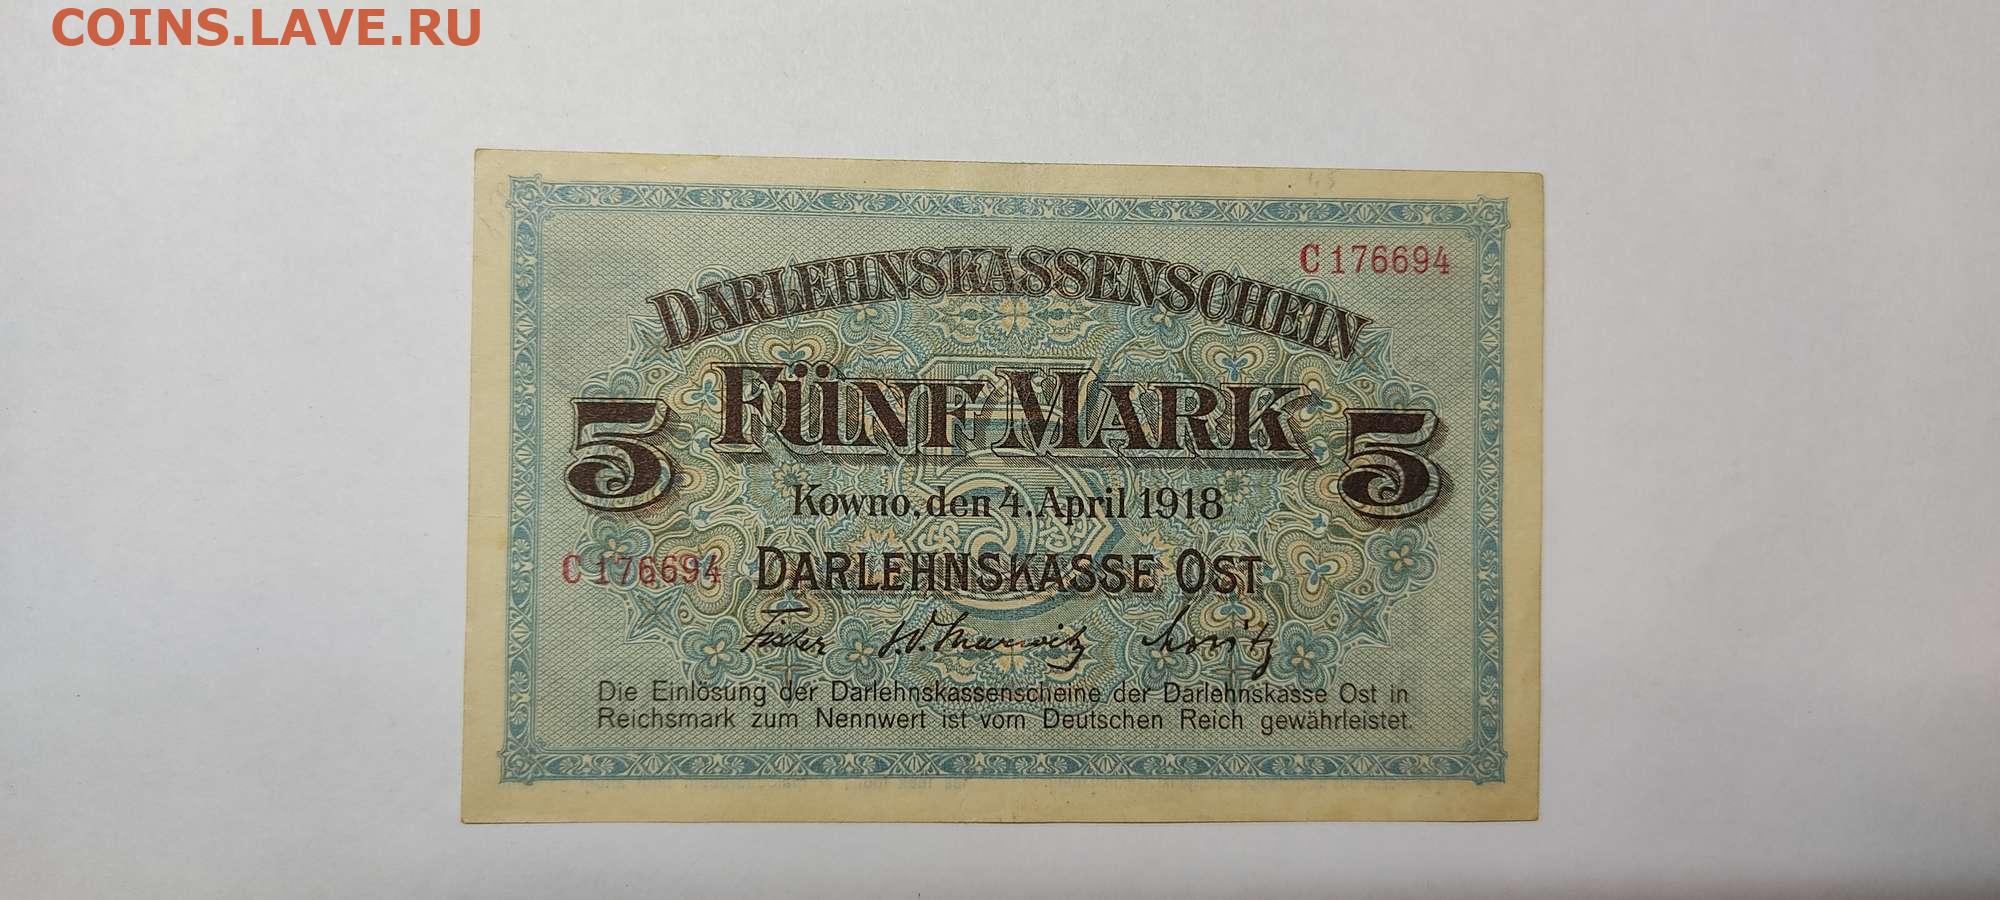 COINS.LAVE.RU
C 176694
DARLEHNSKASSENSCHEIN
5 FÜNF MARK 5
Kowno, den 4. April 1918
C 176694 DARLEHNSKASSE OST
Die Einlösung der Darlehnskassenscheine der Darlehnskasse Ost in
Reichsmark zum Nennwert ist vom Deutschen Reich gewährleistet.